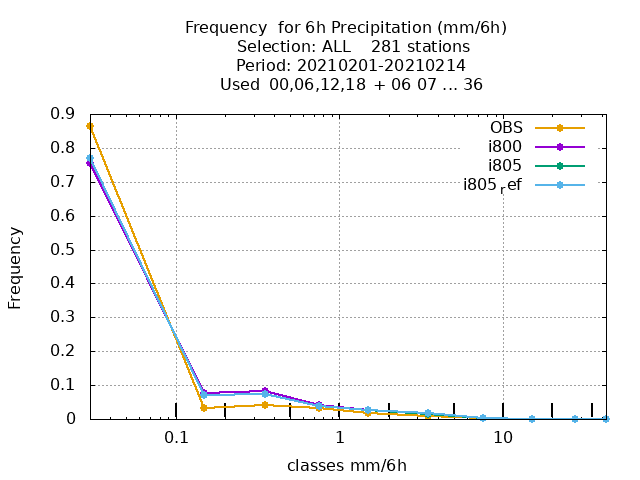 Frequency  for 6h Precipitation (mm/6h)
Selection: ALL    281 stations
Period: 20210201-20210214
Used  00,06,12,18  + 06 07 ... 36
0.9
0.8
0.7
0.6
0.5
0.4
0.3
0.2
0.1
0
Frequency
OBS
i800
i805
i805ref
0.1
1
10
classes mm/6h